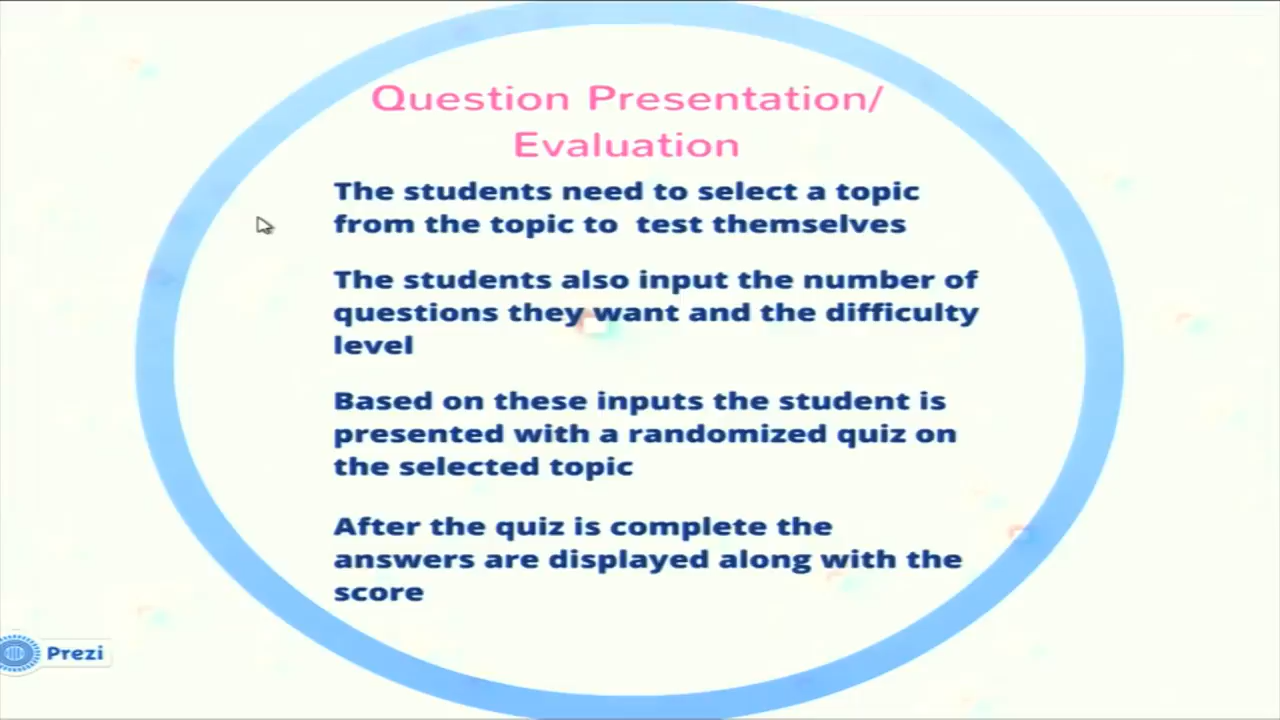 Question Presentation/
Evaluation
The students need to select a topic
from the topic to test themselves
The students also input the number of
questions they want and the difficulty
level
Based on these inputs the student is
presented with a randomized quiz on
the selected topic
After the quiz is complete the
answers are displayed along with the
score
Prezi